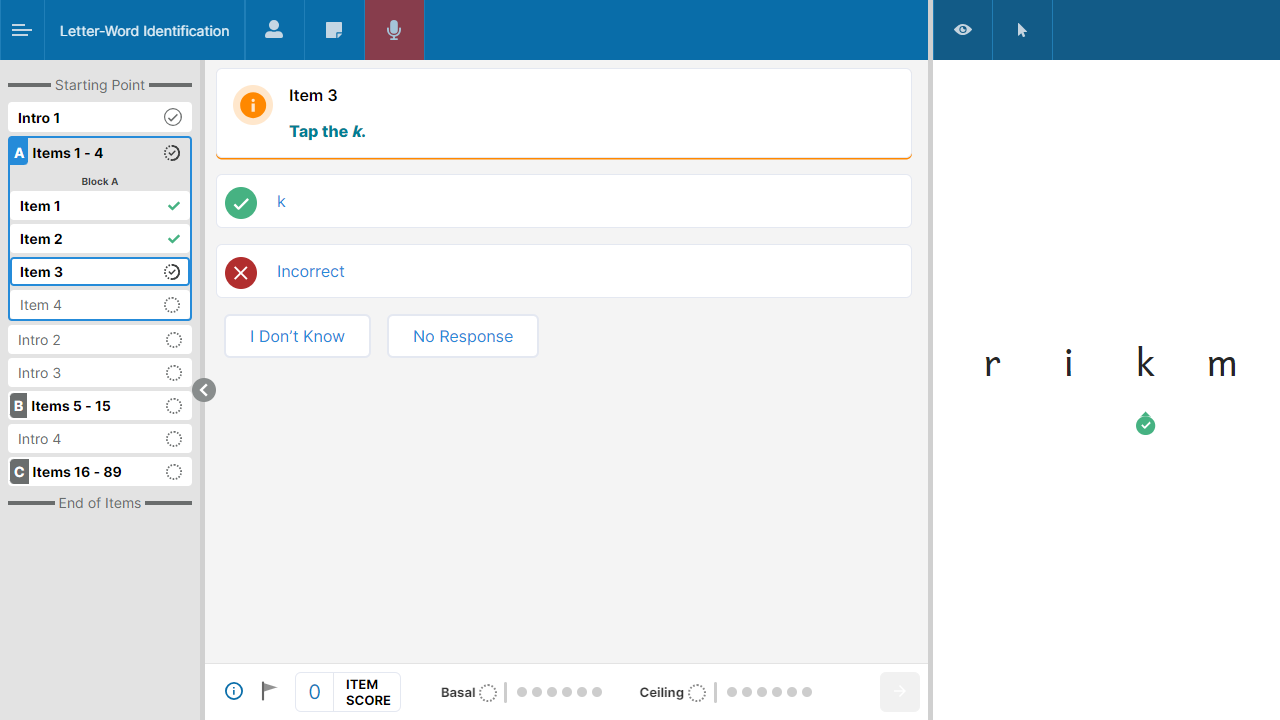 Letter-Word Identification
Starting Point
Intro 1
A Items 1 - 4
Block A
Item 1
Item 2
Item 3
Item 4
Intro 2
Intro 3
B Items 5 - 15
Intro 4
C Items 16 - 89
End of Items
Item 3
Tap the k.
k
Incorrect
I Don’t Know
No Response
0 ITEM
SCORE
Basal
Ceiling
r i k m